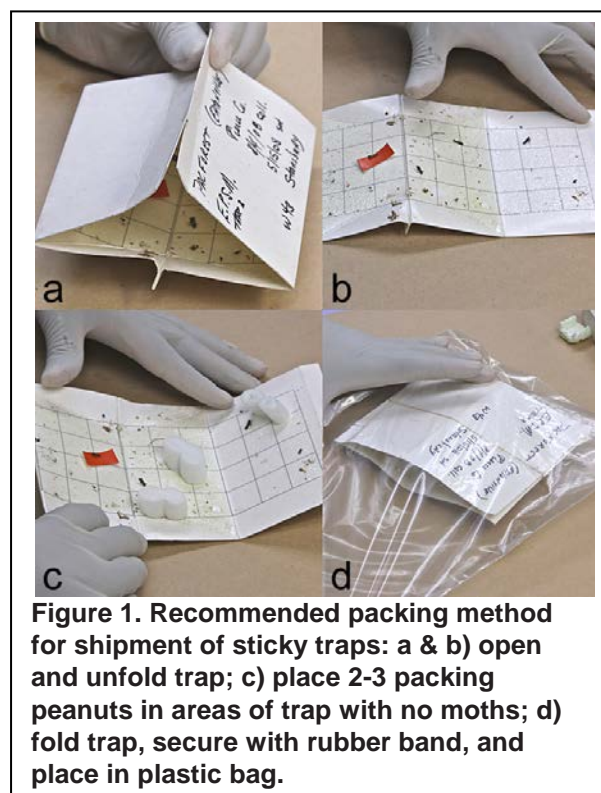 a
b
c
d
Figure 1. Recommended packing method
for shipment of sticky traps: a & b) open
and unfold trap; c) place 2-3 packing
peanuts in areas of trap with no moths; d)
fold trap, secure with rubber band, and
place in plastic bag.